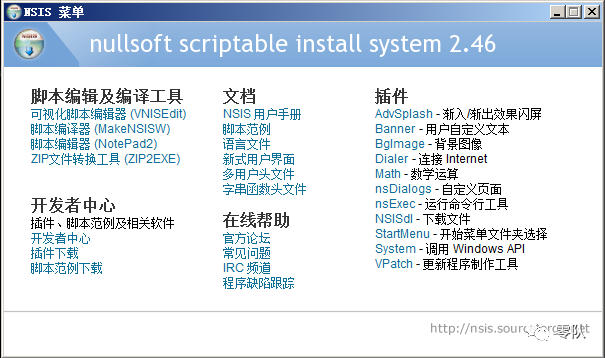 NSIS 菜单
nullsoft scriptable install system 2.46
脚本编辑及编译工具
可视化脚本编辑器 (VNISEdit)
脚本编译器 (MakeNSISW)
脚本编辑器 (NotePad2)
ZIP文件转换工具 (ZIP2EXE)
开发者中心
插件、脚本范例及相关软件
开发者中心
插件下载
脚本范例下载
文档
NSIS 用户手册
脚本范例
语言文件
新式用户界面
多用户头文件
字串函数头文件
在线帮助
官方论坛
常见问题
IRC 频道
程序缺陷跟踪
插件
AdvSplash - 渐入/渐出效果闪屏
Banner - 用户自定义文本
BgImage - 背景图像
Dialer - 连接 Internet
Math - 数学运算
nsDialogs - 自定义页面
nsExec - 运行命令行工具
NSISdl - 下载文件
StartMenu - 开始菜单文件夹选择
System - 调用 Windows API
VPatch - 更新程序制作工具
零队